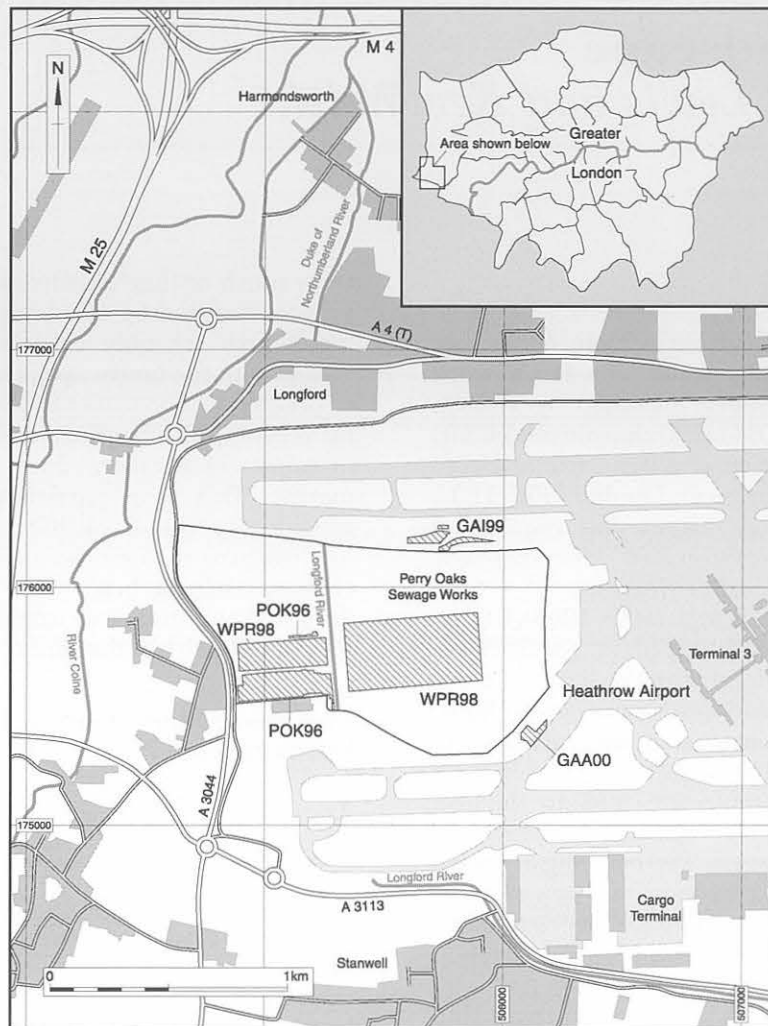 M 4
N
Harmondsworth
Greater
Area shown below
London
M 25
Duke of
Northumberland River
A 4 (T)
177000
Longford
GAI99
176000
Longford River
Perry Oaks
Sewage Works
POK96
WPR98
Terminal 3
River Colne
WPR98
Heathrow Airport
POK96
GAA00
A 3044
175000
Longford River
A 3113
Cargo
Terminal
Stanwell
0
1km
506000
507000